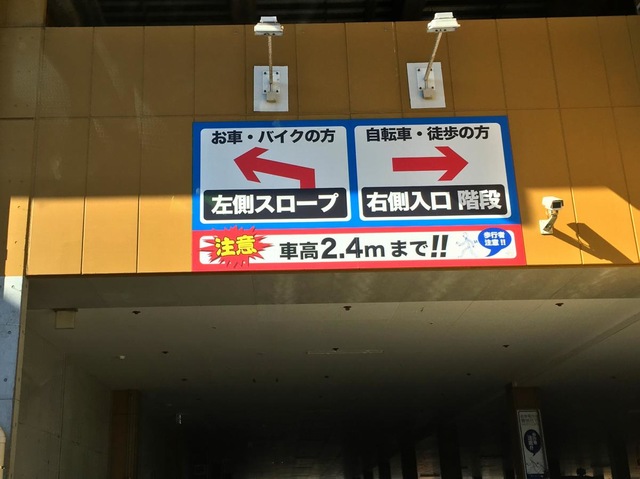 お車・バイクの方
左側スロープ
自転車・徒歩の方
右側入口 階段
注意
車高2.4mまで!!
歩行者
注意!!